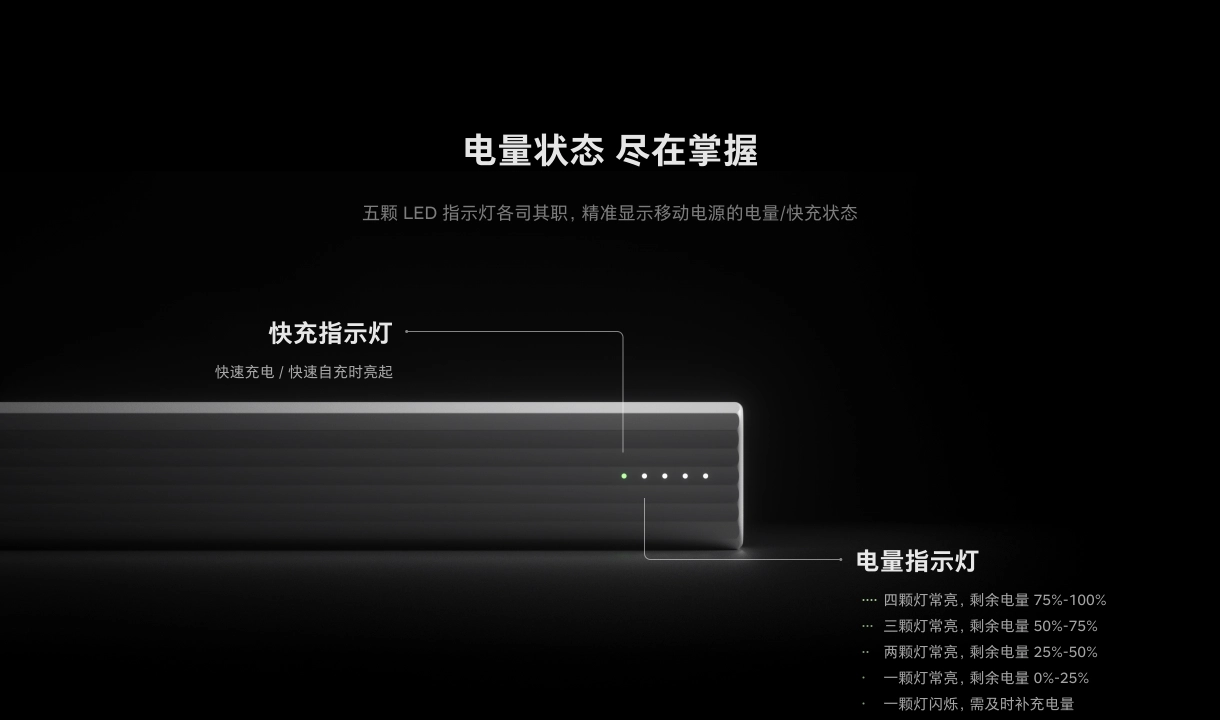 电量状态 尽在掌握
五颗 LED 指示灯各司其职，精准显示移动电源的电量/快充状态
快充指示灯
快速充电 / 快速自充时亮起
电量指示灯
四颗灯常亮，剩余电量 75%-100%
三颗灯常亮，剩余电量 50%-75%
两颗灯常亮，剩余电量 25%-50%
一颗灯常亮，剩余电量 0%-25%
一颗灯闪烁，需及时补充电量